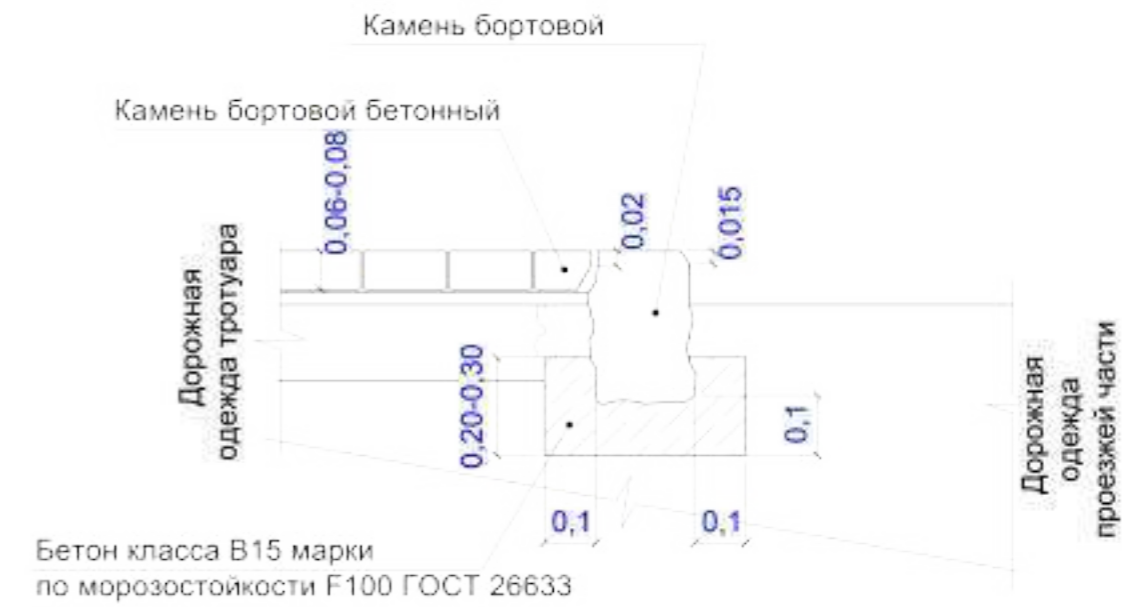 Камень бортовой
Камень бортовой бетонный
0,06-0,08
0,02
0,015
Дорожная
одежда тротуара
0,20-0,30
0,1
Дорожная
одежда
проезжей части
0,1
0,1
Бетон класса В15 марки
по морозостойкости F100 ГОСТ 26633